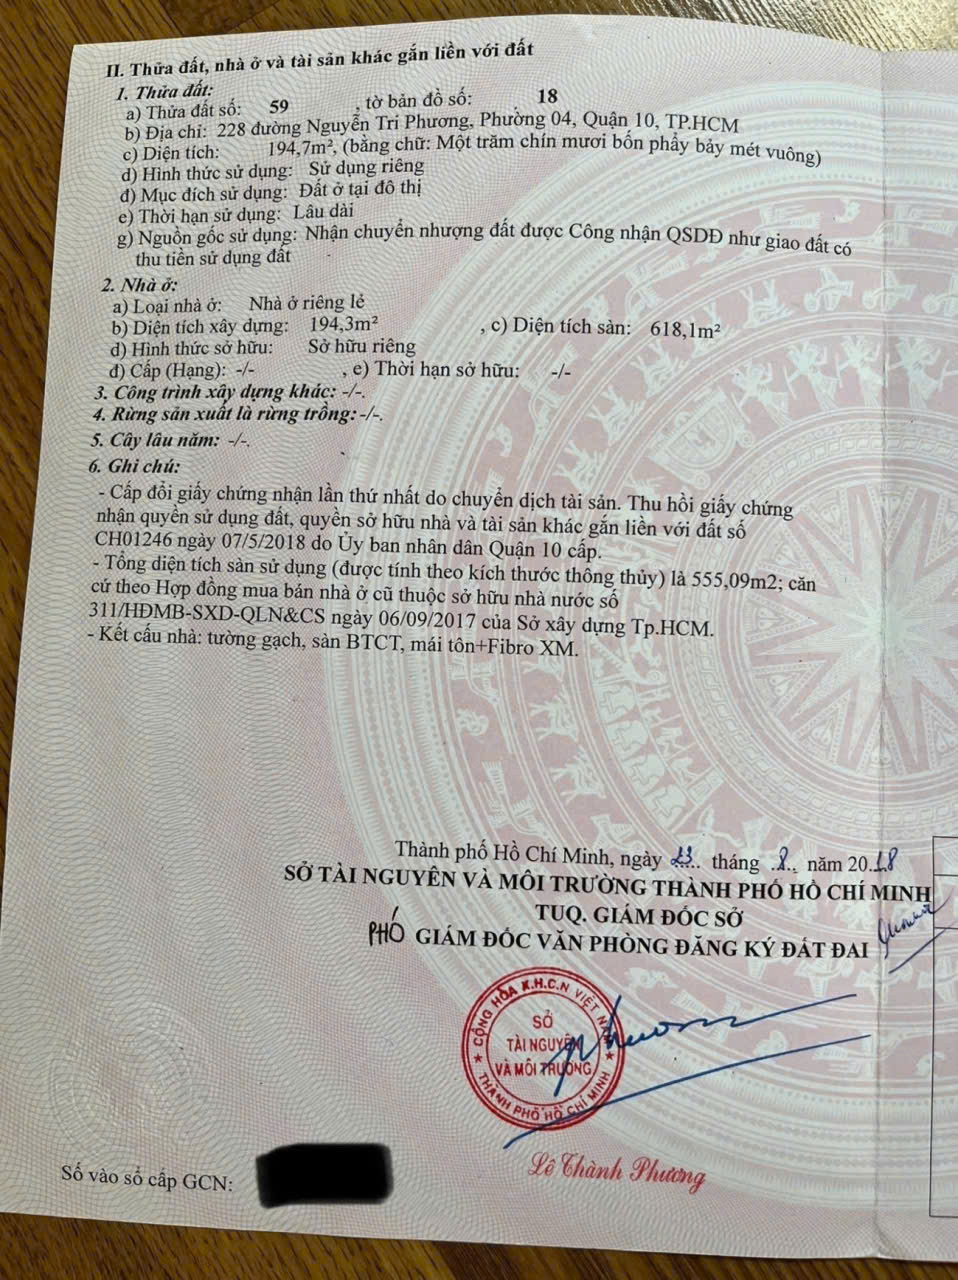 II. Thửa đất, nhà ở và tài sản khác gắn liền với đất
1. Thửa đất:
a) Thửa đất số: 59 , tờ bản đồ số: 18
b) Địa chỉ: 228 đường Nguyễn Tri Phương, Phường 04, Quận 10, TP.HCM
c) Diện tích: 194,7m², (bằng chữ: Một trăm chín mươi bốn phẩy bảy mét vuông)
d) Hình thức sử dụng: Sử dụng riêng
đ) Mục đích sử dụng: Đất ở tại đô thị
e) Thời hạn sử dụng: Lâu dài
g) Nguồn gốc sử dụng: Nhận chuyển nhượng đất được Công nhận QSDĐ như giao đất có
thu tiền sử dụng đất
2. Nhà ở:
a) Loại nhà ở: Nhà ở riêng lẻ
b) Diện tích xây dựng: 194,3m² , c) Diện tích sàn: 618,1m²
d) Hình thức sở hữu: Sở hữu riêng
đ) Cấp (Hạng): -/- , e) Thời hạn sở hữu: -/-
3. Công trình xây dựng khác: -/-.
4. Rừng sản xuất là rừng trồng: -/-.
5. Cây lâu năm: -/-.
6. Ghi chú:
- Cấp đổi giấy chứng nhận lần thứ nhất do chuyển dịch tài sản. Thu hồi giấy chứng
nhận quyền sử dụng đất, quyền sở hữu nhà và tài sản khác gắn liền với đất số
CH01246 ngày 07/5/2018 do Ủy ban nhân dân Quận 10 cấp.
- Tổng diện tích sàn sử dụng (được tính theo kích thước thông thủy) là 555,09m2; căn
cứ theo Hợp đồng mua bán nhà ở cũ thuộc sở hữu nhà nước số
311/HĐMB-SXD-QLN&CS ngày 06/09/2017 của Sở xây dựng Tp.HCM.
- Kết cấu nhà: tường gạch, sàn BTCT, mái tôn+Fibro XM.
Thành phố Hồ Chí Minh, ngày 23 tháng 8 năm 2018
SỞ TÀI NGUYÊN VÀ MÔI TRƯỜNG THÀNH PHỐ HỒ CHÍ MINH
TUQ. GIÁM ĐỐC SỞ
PHÓ GIÁM ĐỐC VĂN PHÒNG ĐĂNG KÝ ĐẤT ĐAI
CỘNG HÒA X.H.C.N VIỆT NAM
SỞ
TÀI NGUYÊN
VÀ MÔI TRƯỜNG
THÀNH PHỐ HỒ CHÍ MINH
Lê Thành Phương
Số vào sổ cấp GCN: